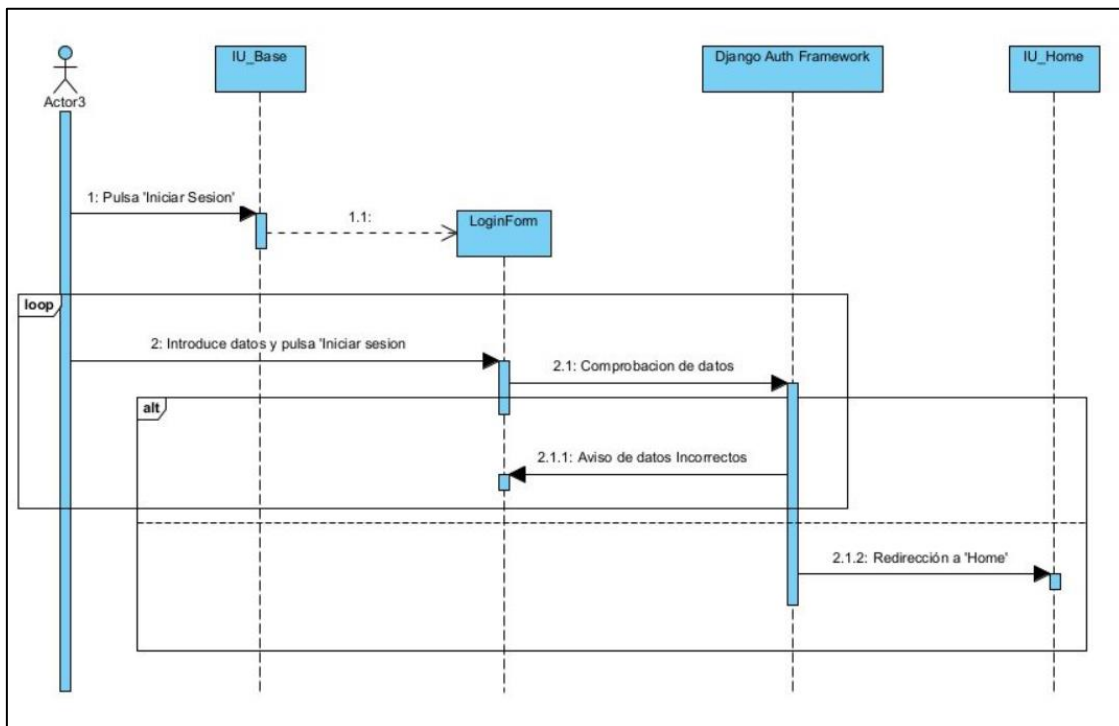 IU_Base
Django Auth Framework
IU_Home
Actor3
1: Pulsa 'Iniciar Sesion'
1.1:
LoginForm
loop
2: Introduce datos y pulsa 'Iniciar sesion
2.1: Comprobacion de datos
alt
2.1.1: Aviso de datos Incorrectos
2.1.2: Redirección a 'Home'